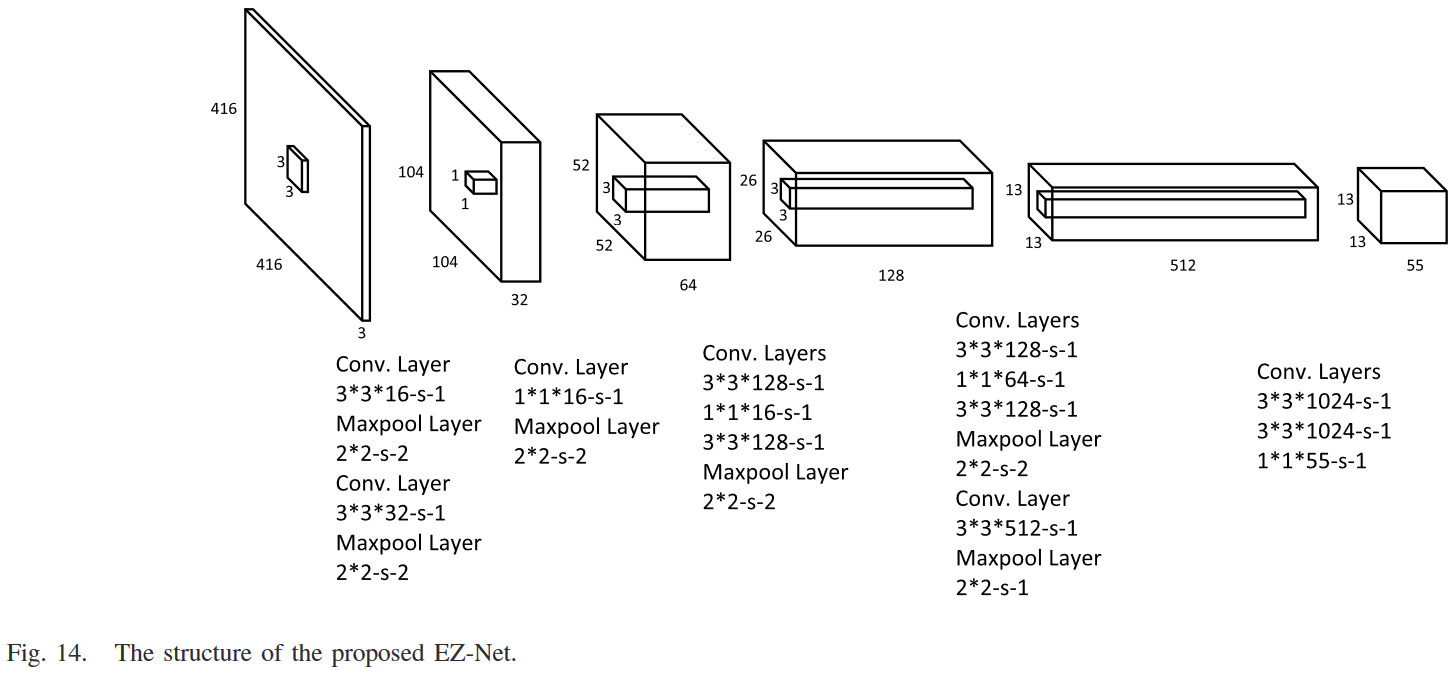 416
3
3
416
3
104
1
1
104
32
52
3
3
52
64
26
3
3
26
128
13
13
512
13
13
55
Conv. Layer
3*3*16-s-1
Maxpool Layer
2*2-s-2
Conv. Layer
3*3*32-s-1
Maxpool Layer
2*2-s-2
Conv. Layer
1*1*16-s-1
Maxpool Layer
2*2-s-2
Conv. Layers
3*3*128-s-1
1*1*16-s-1
3*3*128-s-1
Maxpool Layer
2*2-s-2
Conv. Layers
3*3*128-s-1
1*1*64-s-1
3*3*128-s-1
Maxpool Layer
2*2-s-2
Conv. Layer
3*3*512-s-1
Maxpool Layer
2*2-s-1
Conv. Layers
3*3*1024-s-1
3*3*1024-s-1
1*1*55-s-1
Fig. 14. The structure of the proposed EZ-Net.